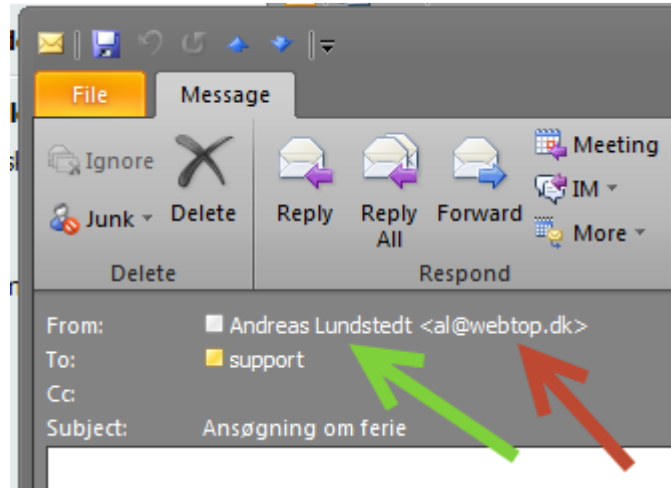 File Message
Ignore
Junk
Delete
Reply
Reply All
Forward
Meeting
IM
More
Delete
Respond
From: Andreas Lundstedt <al@webtop.dk>
To: support
Cc:
Subject: Ansøgning om ferie